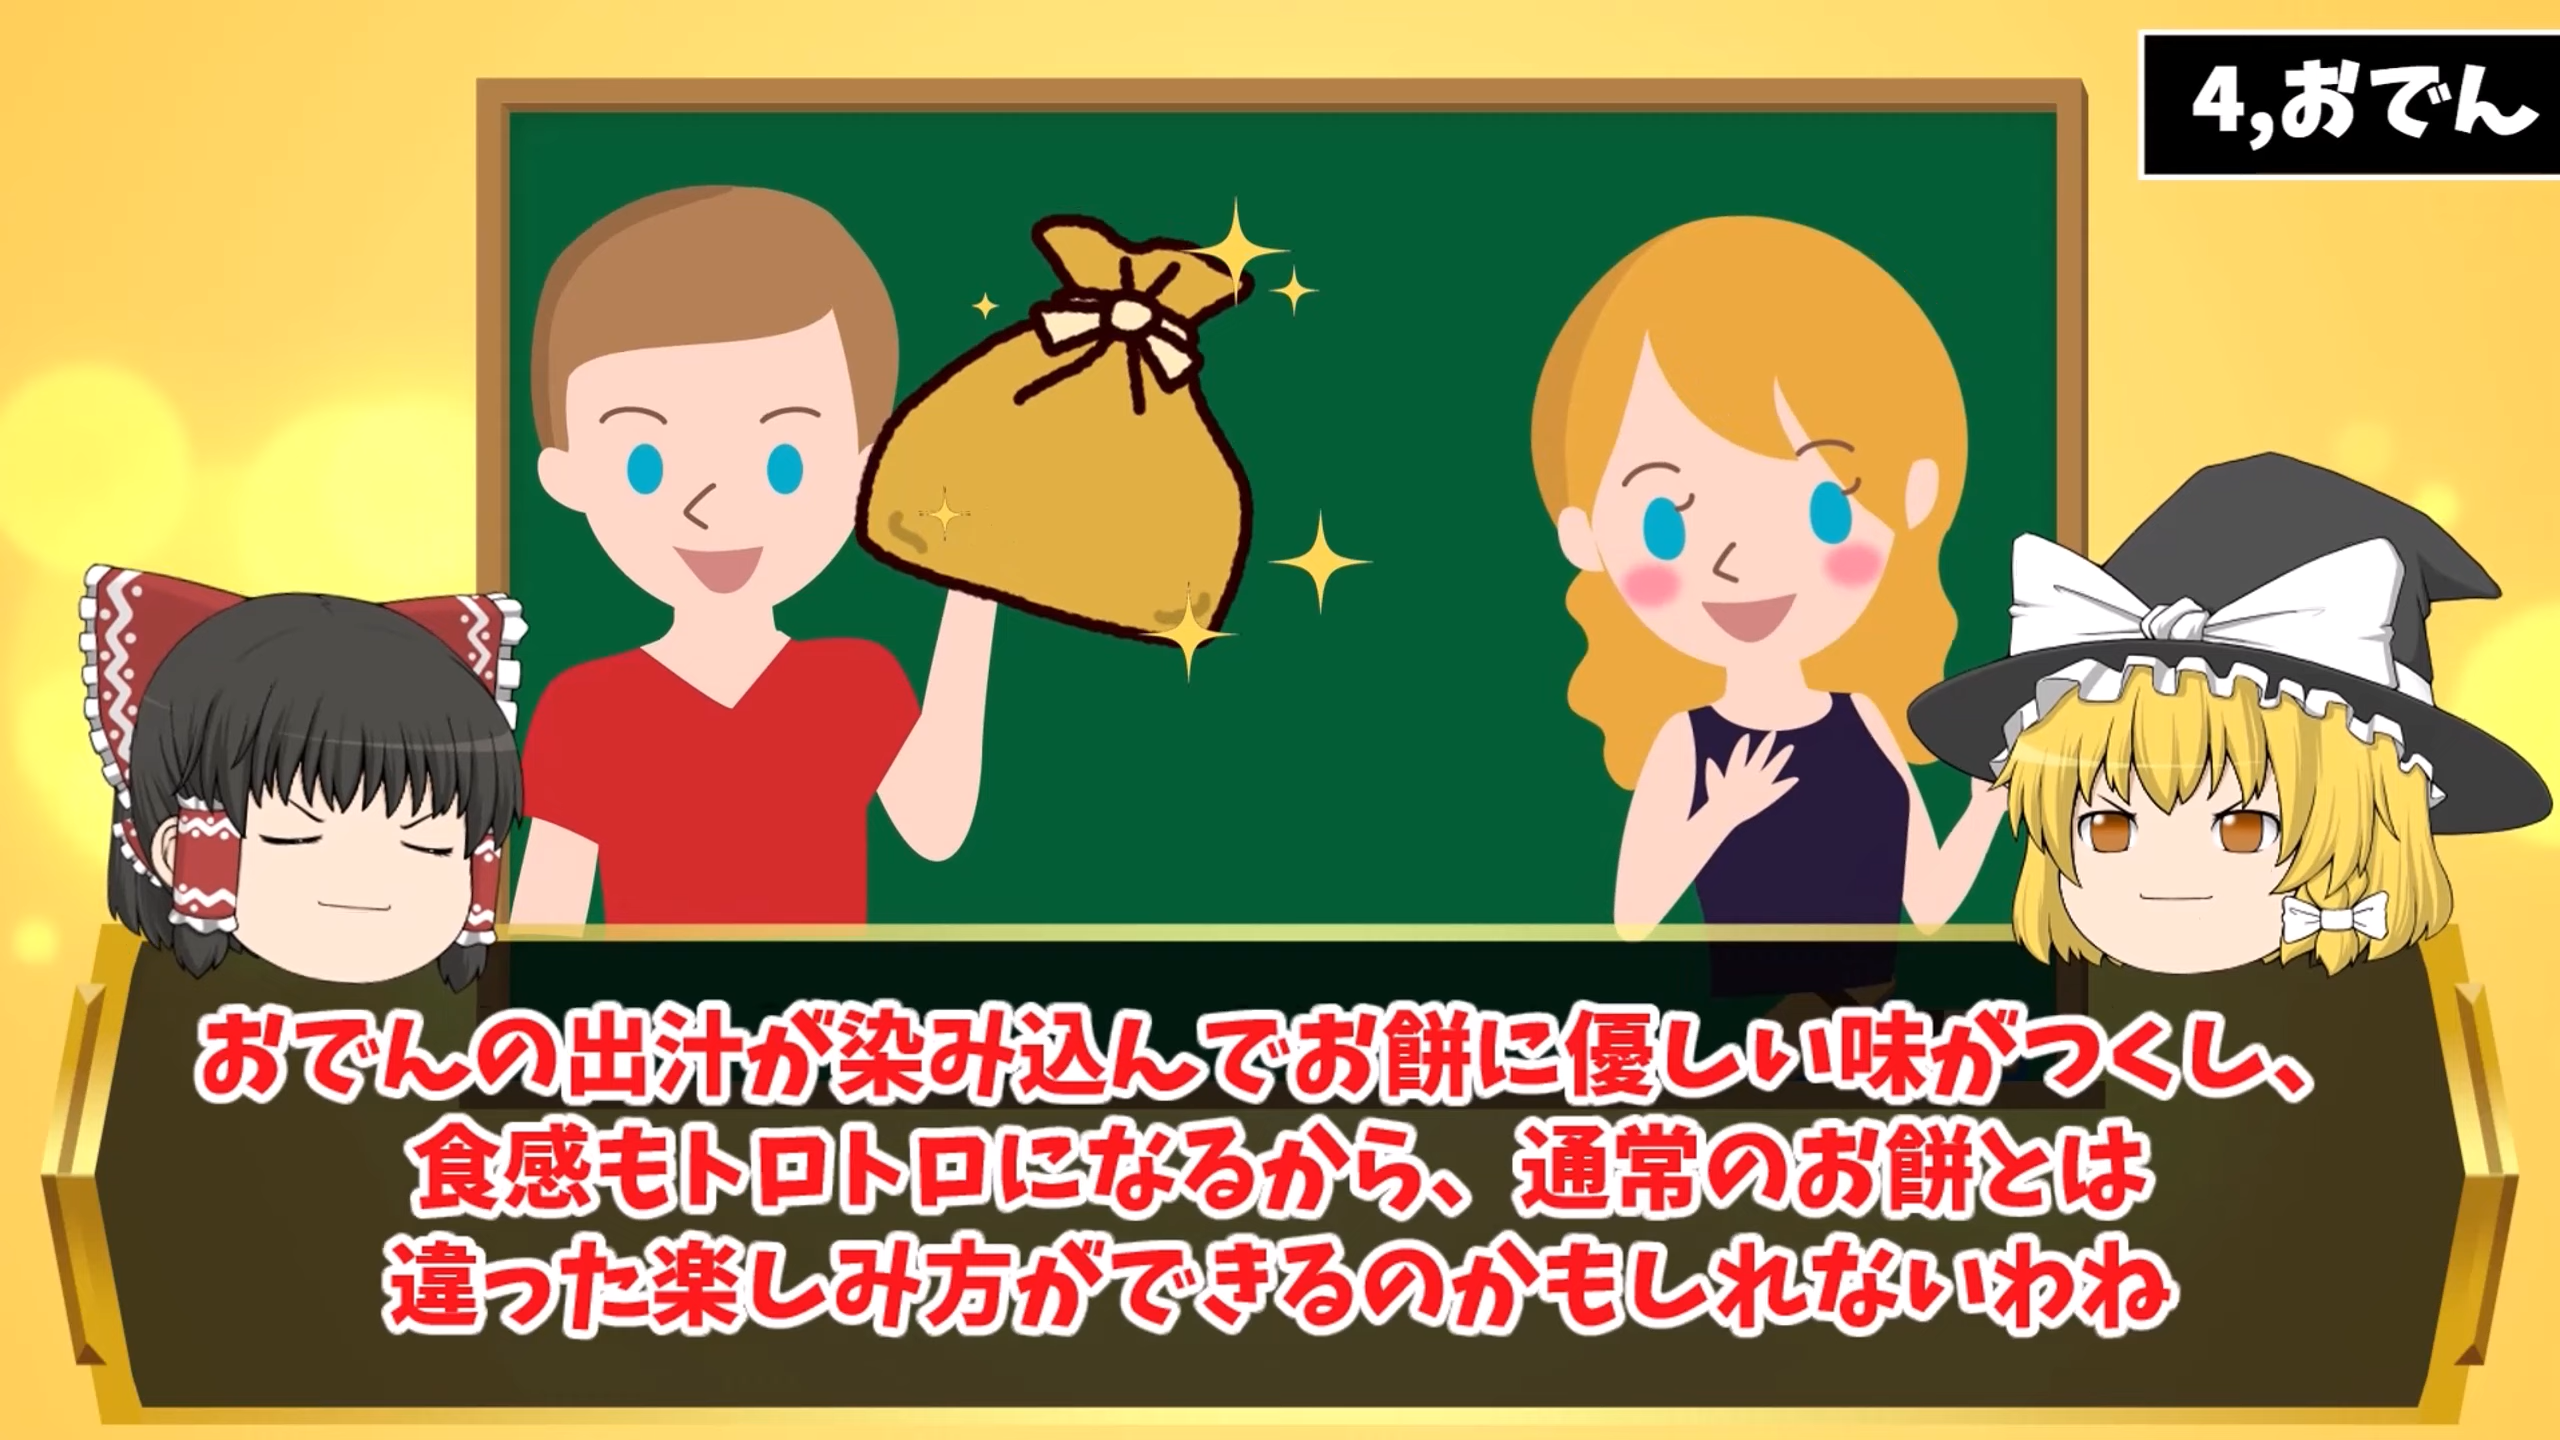 4,おでん
おでんの出汁が染み込んでお餅に優しい味がつくし、
食感もトロトロになるから、通常のお餅とは
違った楽しみ方ができるのかもしれないわね